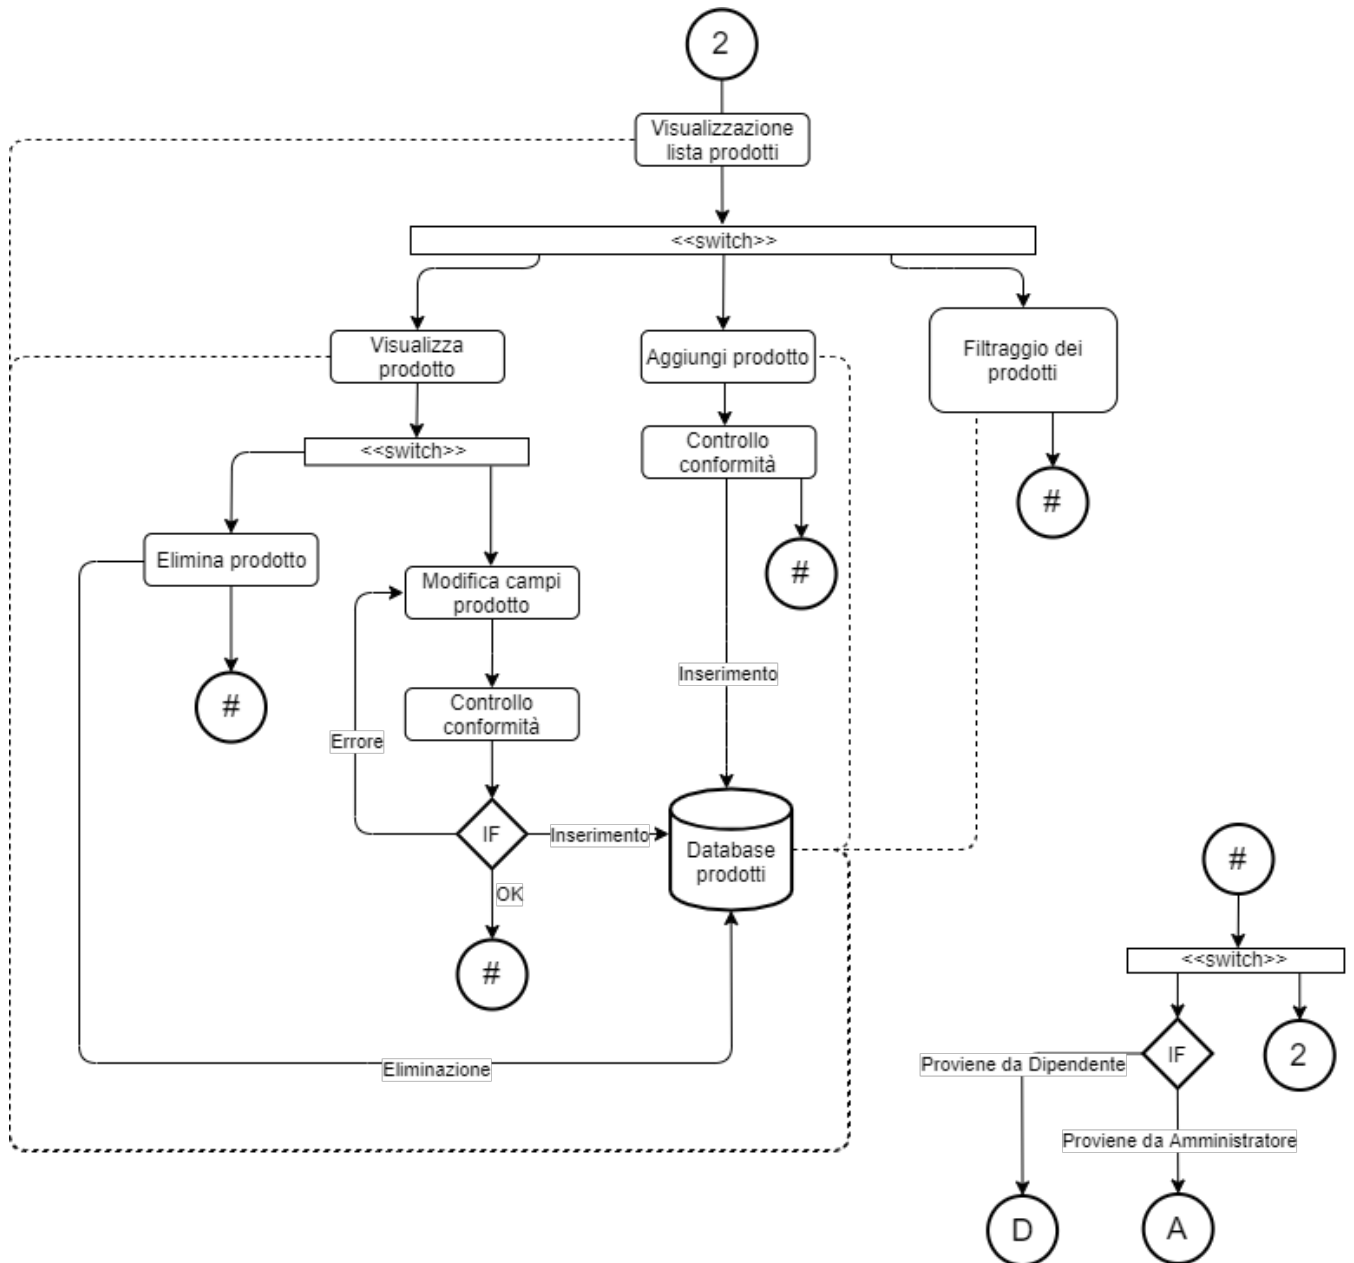 2
Visualizzazione
lista prodotti
<<switch>>
Visualizza
prodotto
Aggiungi prodotto
Filtraggio dei
prodotti
<<switch>>
Controllo
conformità
#
Elimina prodotto
#
Modifica campi
prodotto
Inserimento
#
Controllo
conformità
Errore
IF
Inserimento
Database
prodotti
OK
#
Eliminazione
#
<<switch>>
IF
2
Proviene da Dipendente
Proviene da Amministratore
D
A